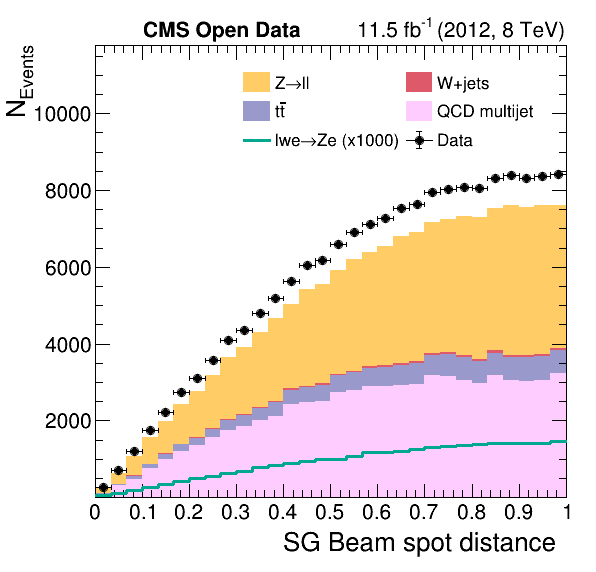 CMS Open Data 11.5 fb⁻¹ (2012, 8 TeV)
N_Events
Z→ll W+jets
tt̄ QCD multijet
lwe→Ze (x1000) Data
10000
8000
6000
4000
2000
0 0.1 0.2 0.3 0.4 0.5 0.6 0.7 0.8 0.9 1
SG Beam spot distance